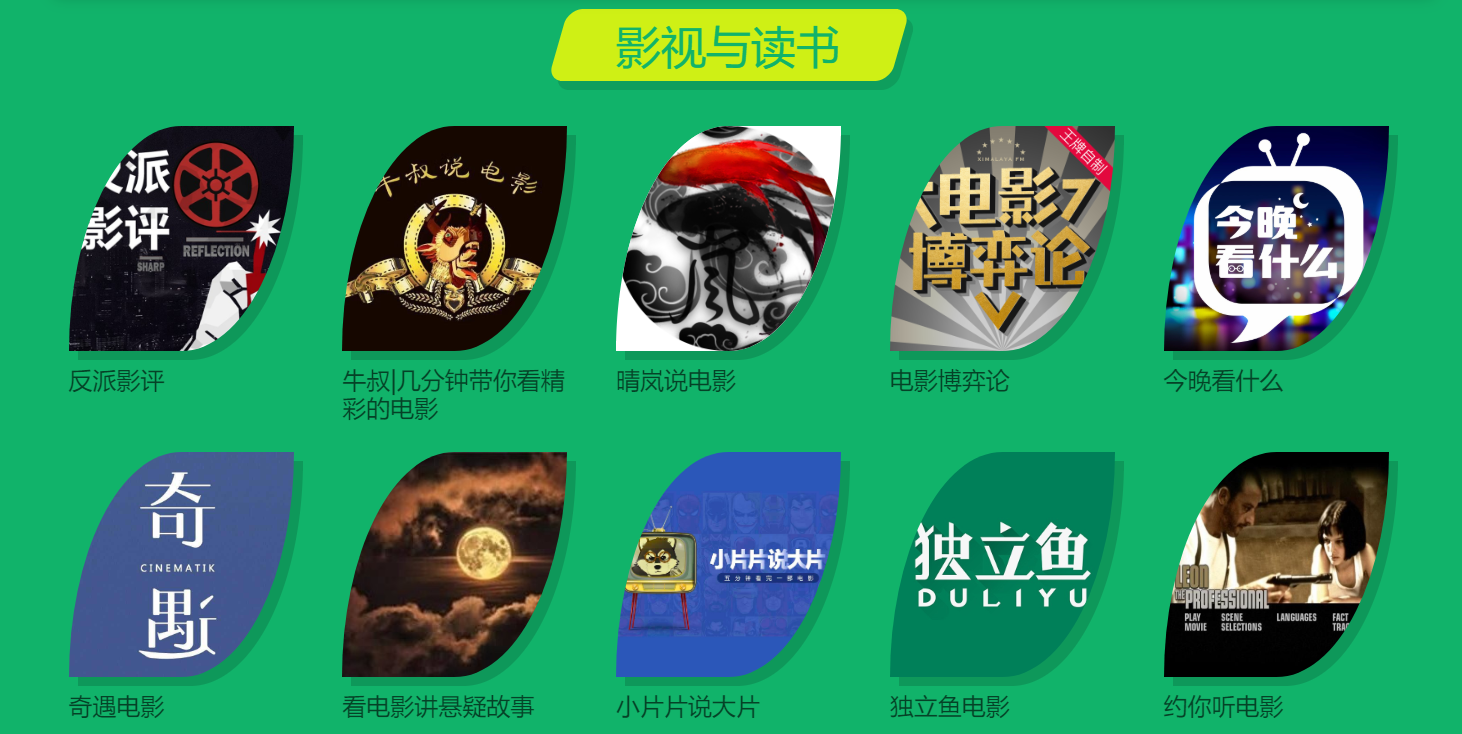 影视与读书
反派
影评
REFLECTION
SHARP
反派影评
牛叔说电影
牛叔|几分钟带你看精
彩的电影
岚
晴岚说电影
王牌自制
XIMALAYA FM
大电影7
博弈论
电影博弈论
今晚
看什么
今晚看什么
奇
CINEMATIK
遇
奇遇电影
看电影讲悬疑故事
小片片说大片
五分钟看完一部电影
小片片说大片
独立鱼
DULIYU
独立鱼电影
LEON
THE PROFESSIONAL
PLAY MOVIE
SCENE SELECTIONS
LANGUAGES
FACT TRA
约你听电影